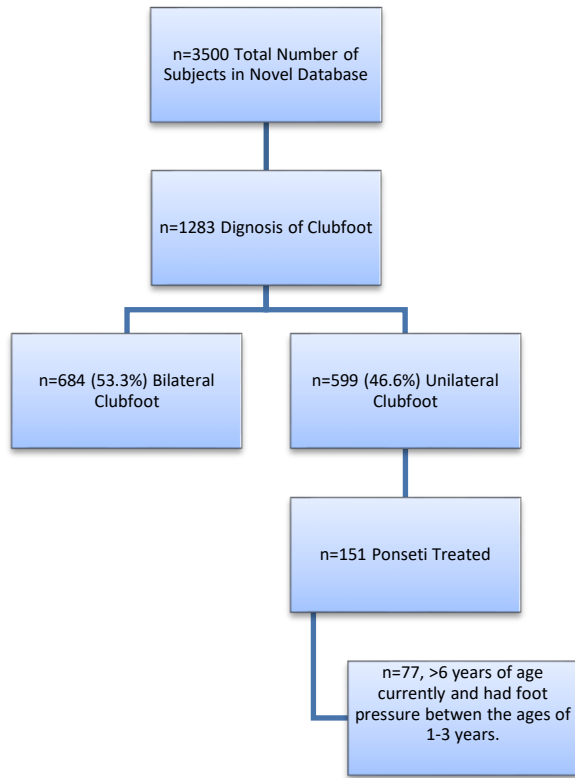 n=3500 Total Number of
Subjects in Novel Database
n=1283 Dignosis of Clubfoot
n=684 (53.3%) Bilateral
Clubfoot
n=599 (46.6%) Unilateral
Clubfoot
n=151 Ponseti Treated
n=77, >6 years of age
currently and had foot
pressure betwen the ages of
1-3 years.